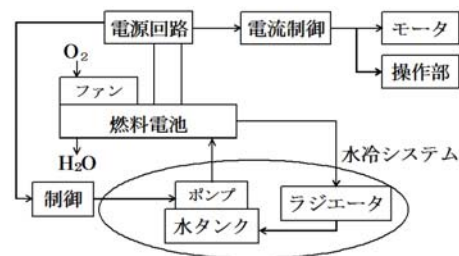 電源回路
電流制御
モータ
操作部
O₂
ファン
燃料電池
H₂O
水冷システム
制御
ポンプ
水タンク
ラジエータ